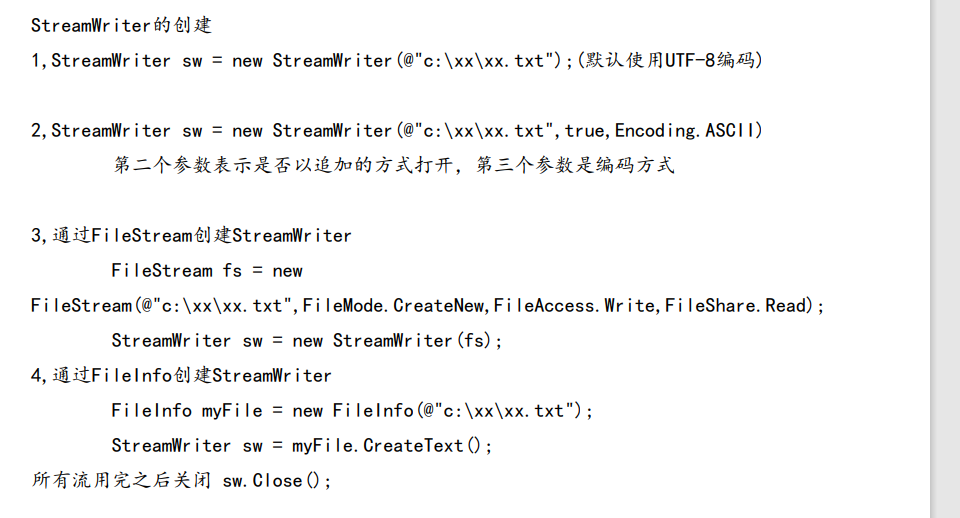 StreamWriter的创建
1,StreamWriter sw = new StreamWriter(@"c:\xx\xx.txt");(默认使用UTF-8编码)
2,StreamWriter sw = new StreamWriter(@"c:\xx\xx.txt",true,Encoding.ASCII)
第二个参数表示是否以追加的方式打开，第三个参数是编码方式
3,通过FileStream创建StreamWriter
FileStream fs = new
FileStream(@"c:\xx\xx.txt",FileMode.CreateNew,FileAccess.Write,FileShare.Read);
StreamWriter sw = new StreamWriter(fs);
4,通过FileInfo创建StreamWriter
FileInfo myFile = new FileInfo(@"c:\xx\xx.txt");
StreamWriter sw = myFile.CreateText();
所有流用完之后关闭 sw.Close();